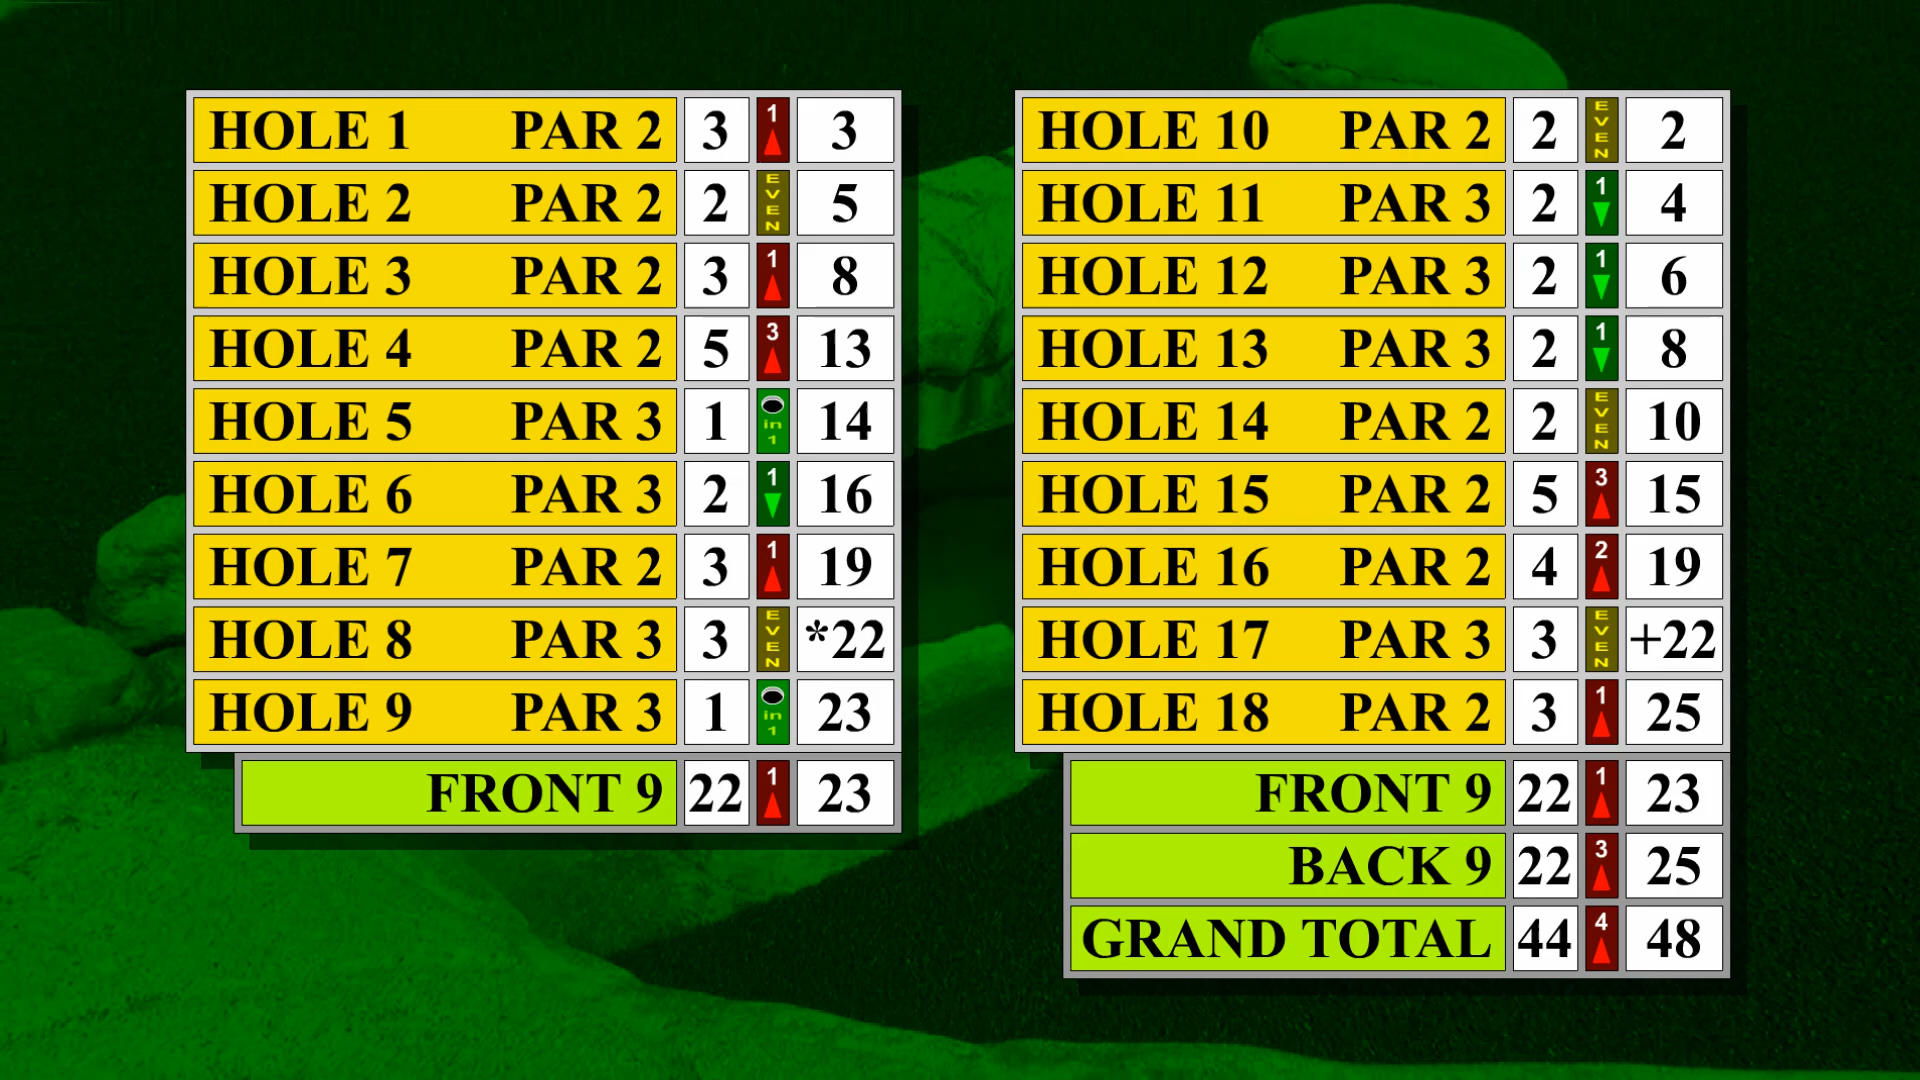 HOLE 1 PAR 2 3 1 3
HOLE 2 PAR 2 2 EVEN 5
HOLE 3 PAR 2 3 1 8
HOLE 4 PAR 2 5 3 13
HOLE 5 PAR 3 1 in 1 14
HOLE 6 PAR 3 2 1 16
HOLE 7 PAR 2 3 1 19
HOLE 8 PAR 3 3 EVEN *22
HOLE 9 PAR 3 1 in 1 23
FRONT 9 22 1 23
HOLE 10 PAR 2 2 EVEN 2
HOLE 11 PAR 3 2 1 4
HOLE 12 PAR 3 2 1 6
HOLE 13 PAR 3 2 1 8
HOLE 14 PAR 2 2 EVEN 10
HOLE 15 PAR 2 5 3 15
HOLE 16 PAR 2 4 2 19
HOLE 17 PAR 3 3 EVEN +22
HOLE 18 PAR 2 3 1 25
FRONT 9 22 1 23
BACK 9 22 3 25
GRAND TOTAL 44 4 48